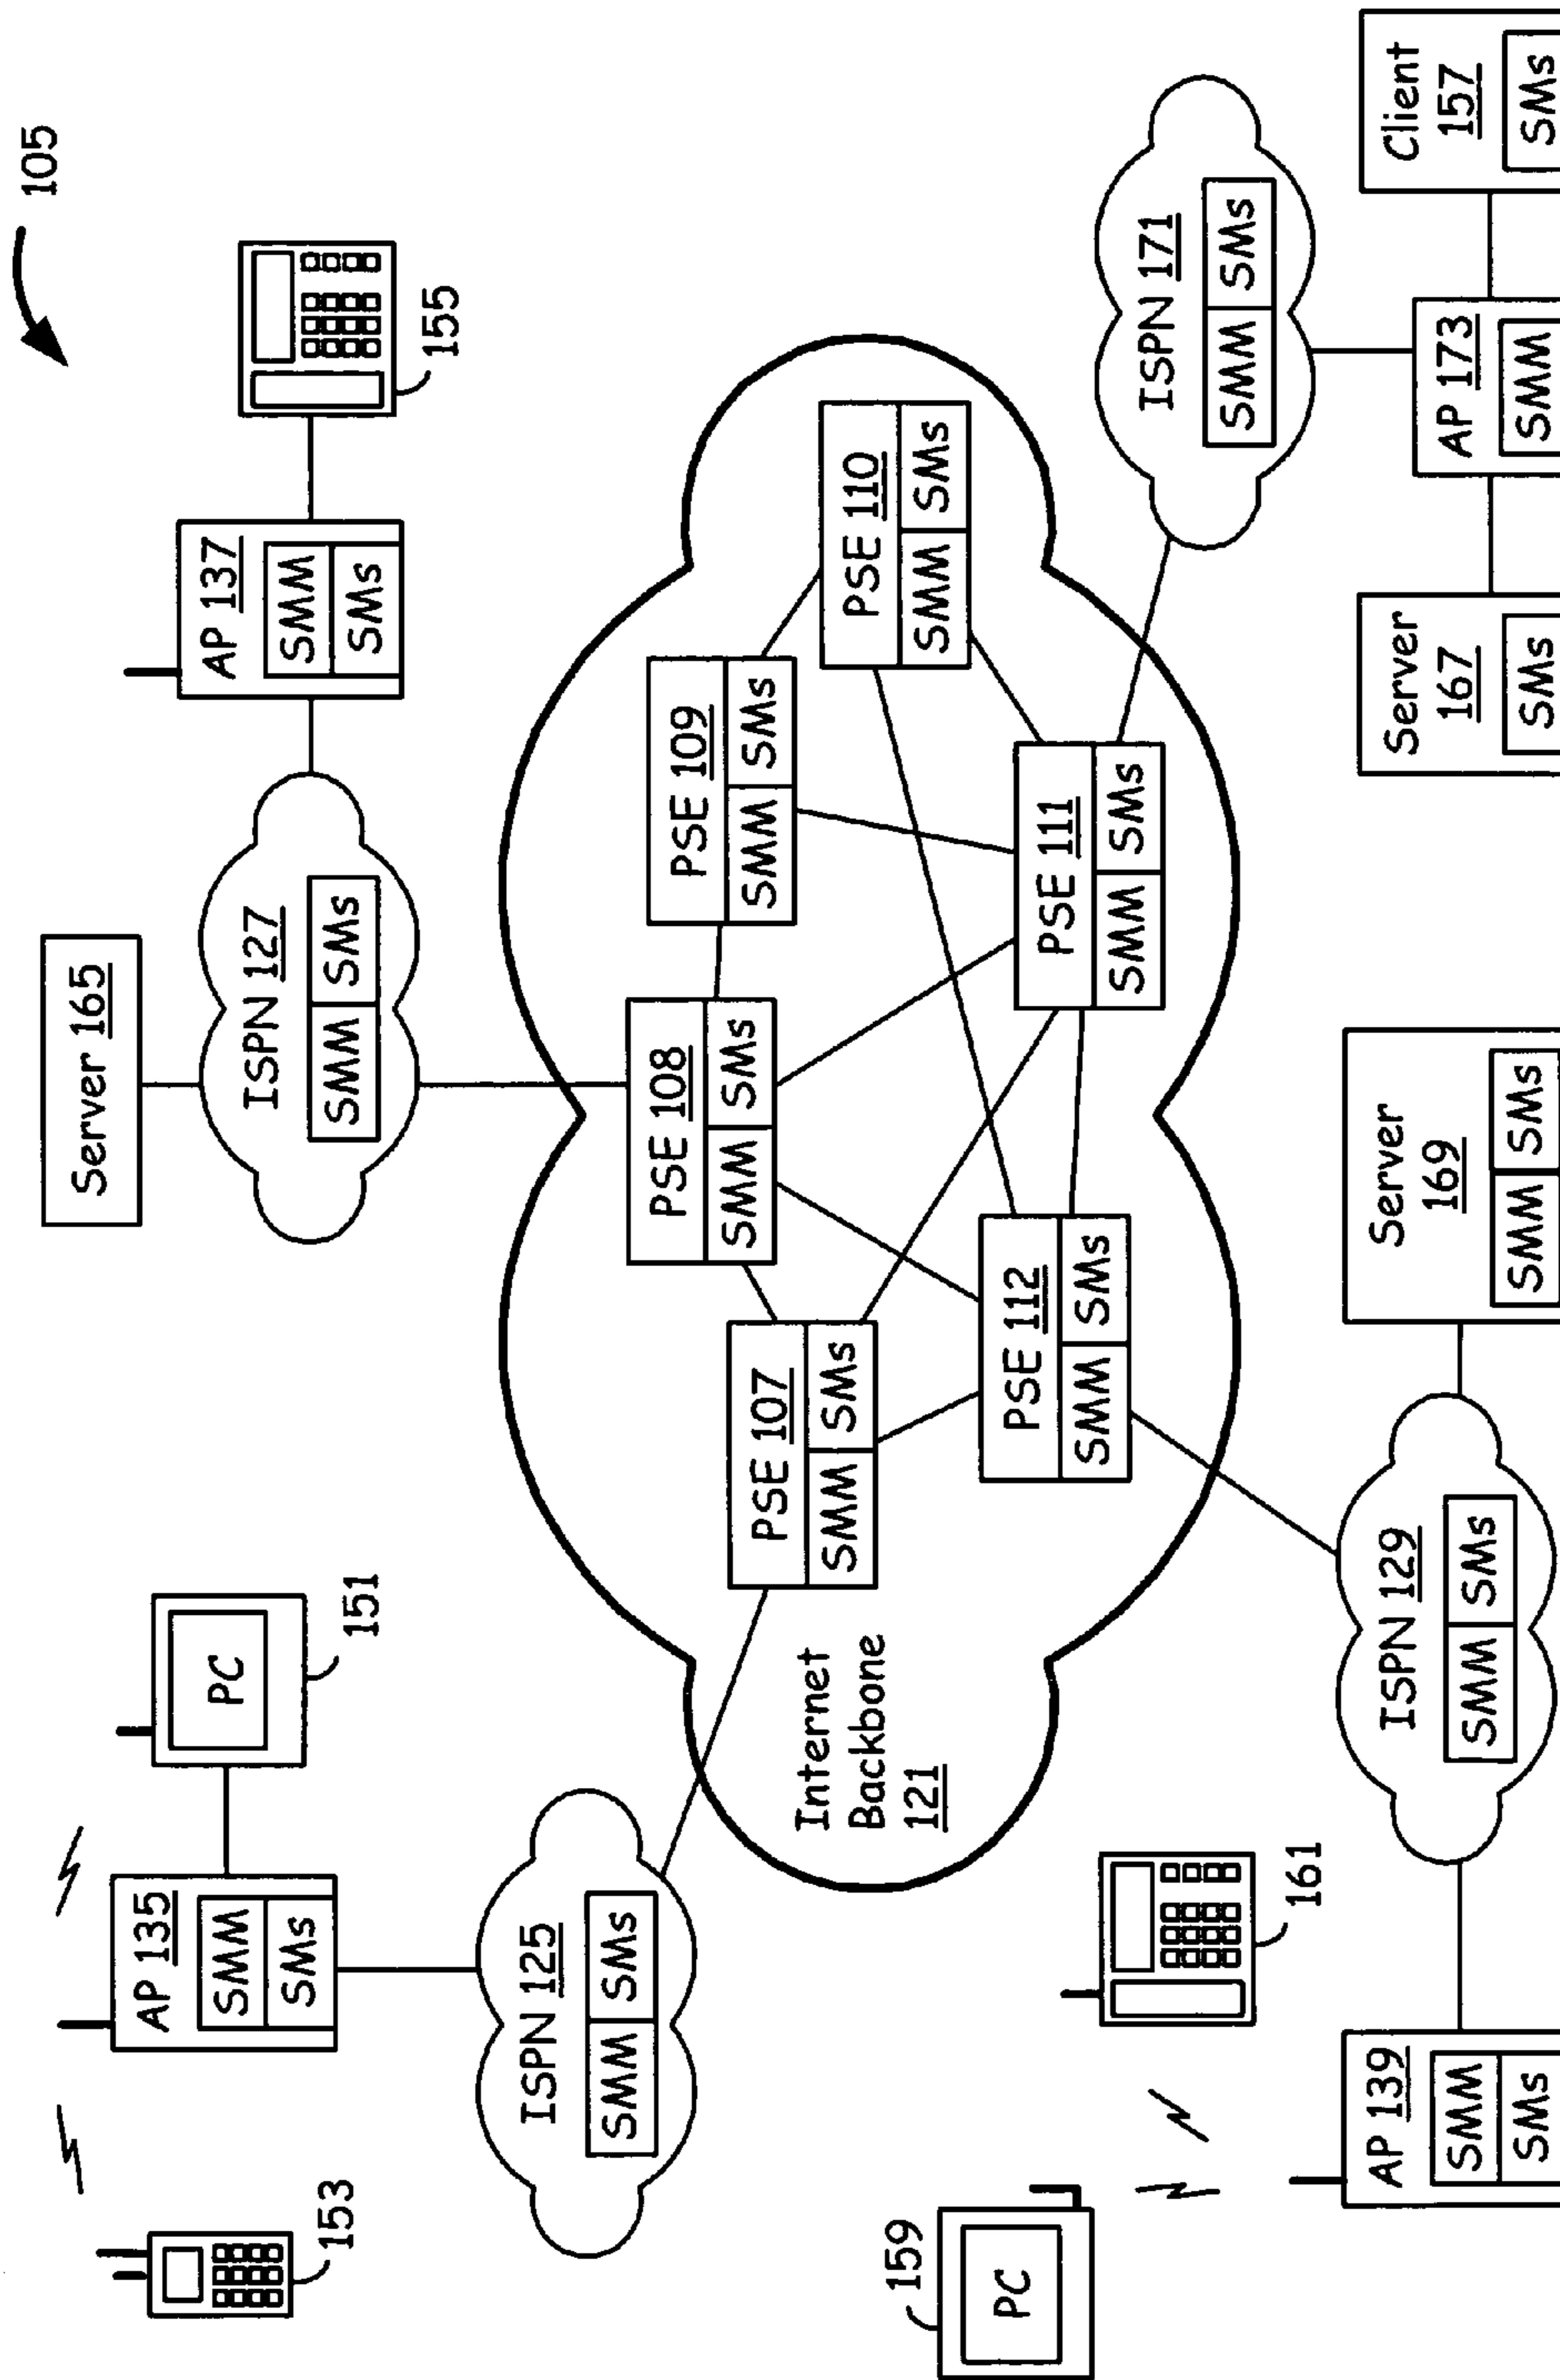 105
Server 165
ISPN 127
SMM SMs
AP 137
SMM
SMs
155
PC
151
AP 135
SMM
SMs
153
ISPN 125
SMM SMs
Internet
Backbone
121
PSE 107
SMM SMs
PSE 108
SMM SMs
PSE 109
SMM SMs
PSE 110
SMM SMs
PSE 111
SMM SMs
PSE 112
SMM SMs
ISPN 171
SMM SMs
159
PC
161
AP 139
SMM
SMs
ISPN 129
SMM SMs
Server
169
SMM SMs
Server
167
SMs
AP 173
SMM
Client
157
SMs